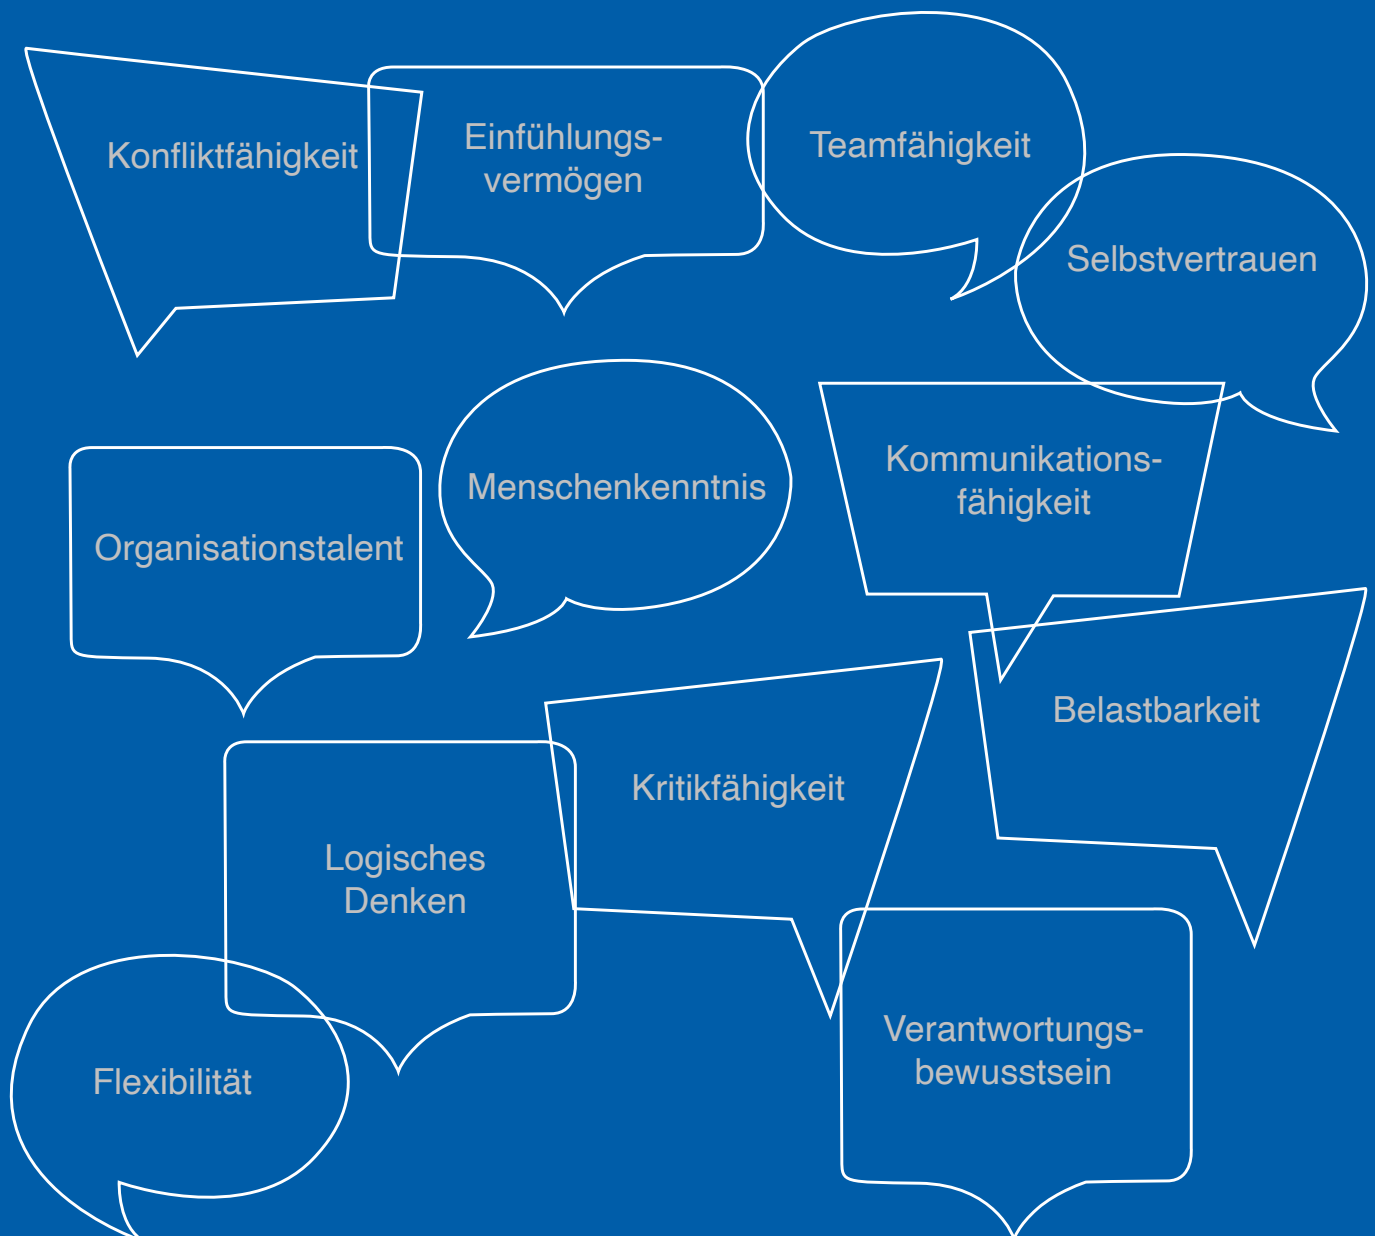 Konfliktfähigkeit
Einfühlungs-
vermögen
Teamfähigkeit
Selbstvertrauen
Organisationstalent
Menschenkenntnis
Kommunikations-
fähigkeit
Belastbarkeit
Kritikfähigkeit
Logisches
Denken
Verantwortungs-
bewusstsein
Flexibilität